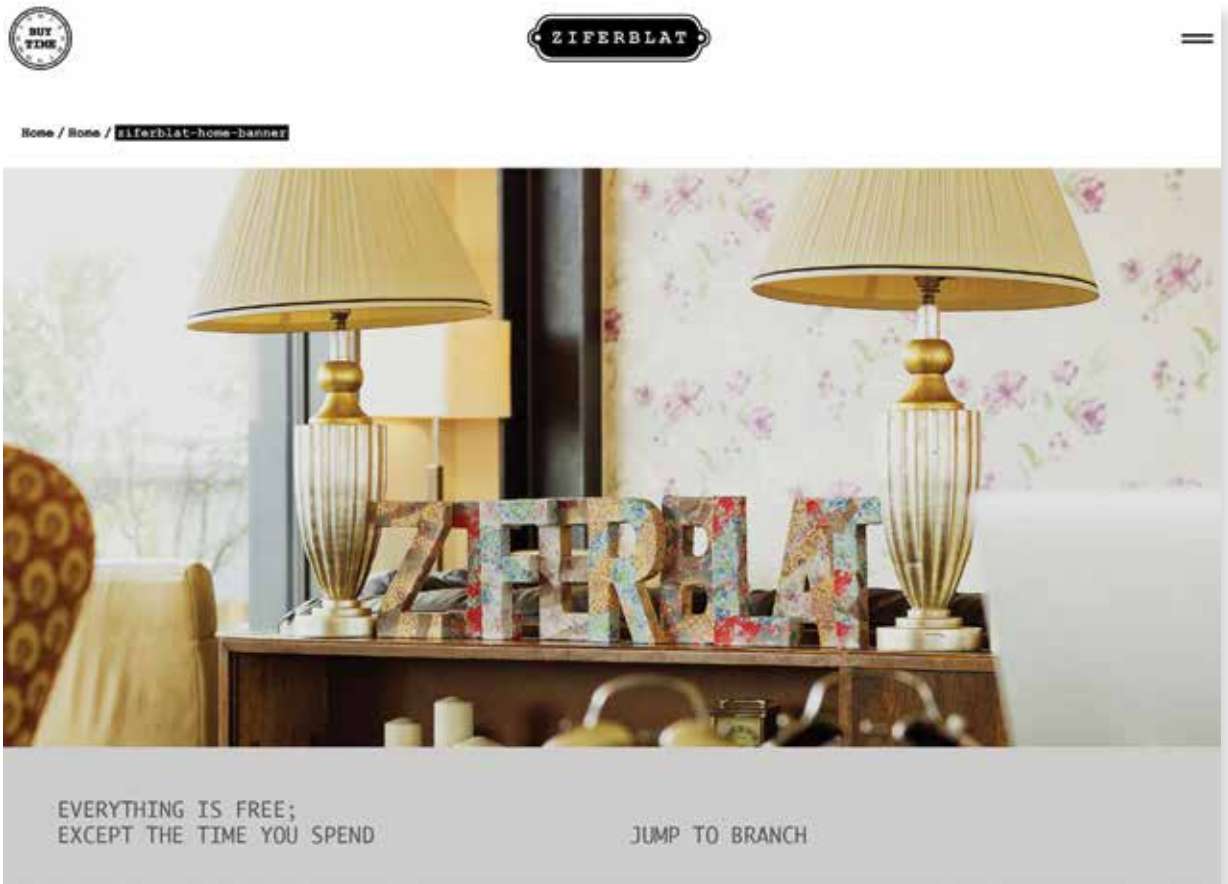 BUY
TIME
ZIFERBLAT
Home / Home / ziferblat-home-banner
ZIFERBLAT
EVERYTHING IS FREE;
EXCEPT THE TIME YOU SPEND
JUMP TO BRANCH